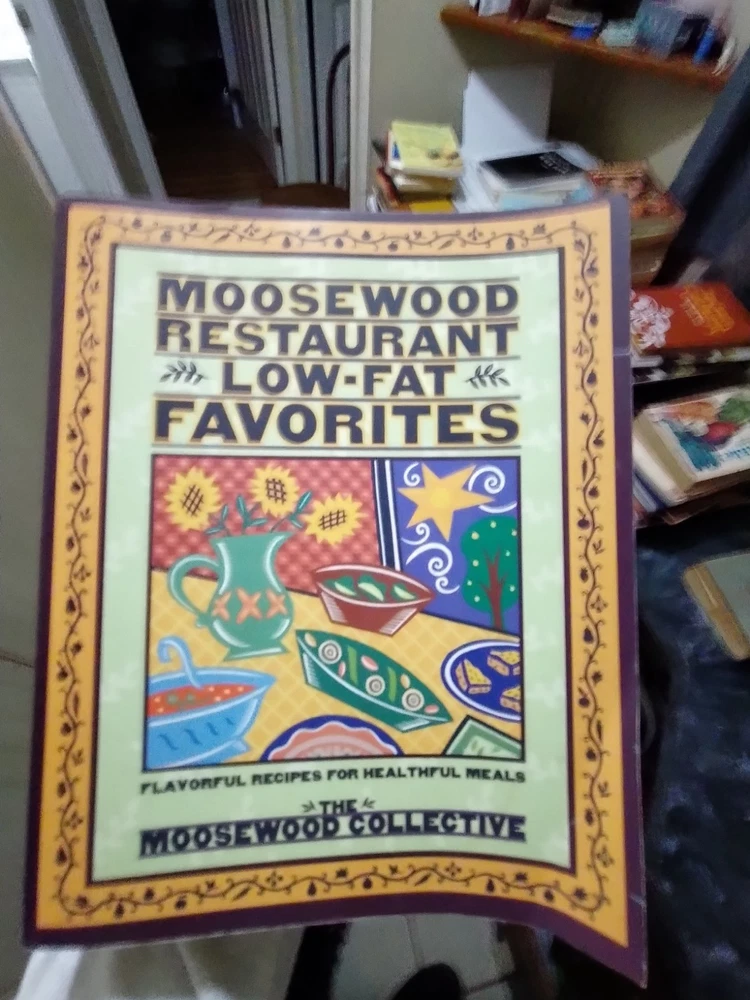 MOOSEWOOD
RESTAURANT
LOW-FAT
FAVORITES
FLAVORFUL RECIPES FOR HEALTHFUL MEALS
THE
MOOSEWOOD COLLECTIVE